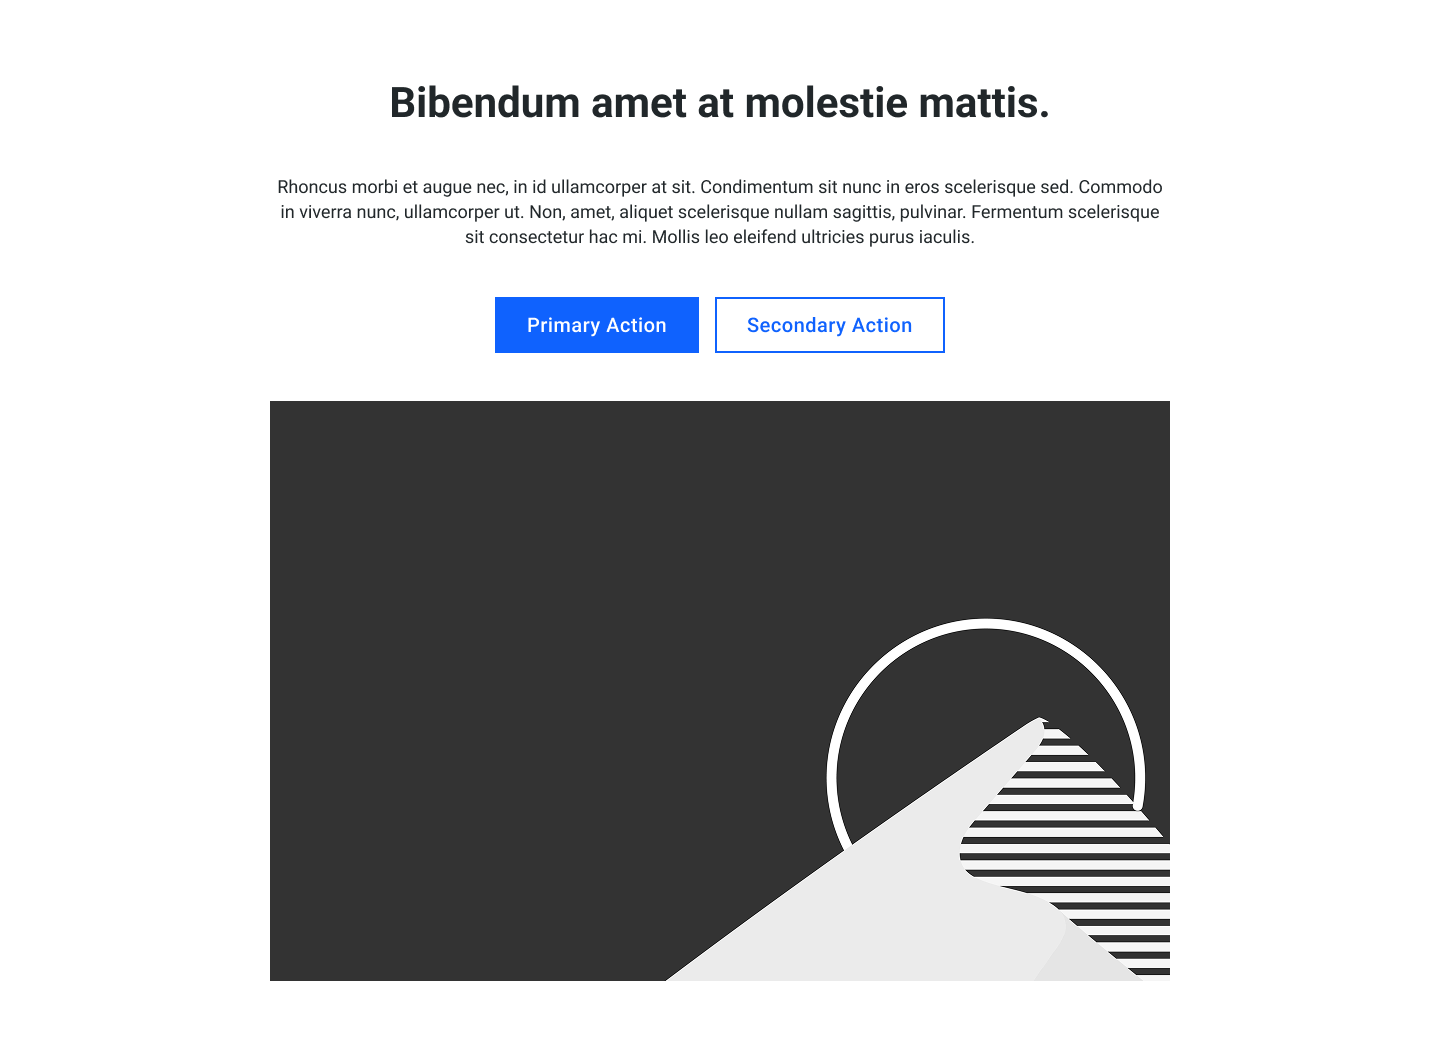 Bibendum amet at molestie mattis.
Rhoncus morbi et augue nec, in id ullamcorper at sit. Condimentum sit nunc in eros scelerisque sed. Commodo
in viverra nunc, ullamcorper ut. Non, amet, aliquet scelerisque nullam sagittis, pulvinar. Fermentum scelerisque
sit consectetur hac mi. Mollis leo eleifend ultricies purus iaculis.
Primary Action
Secondary Action